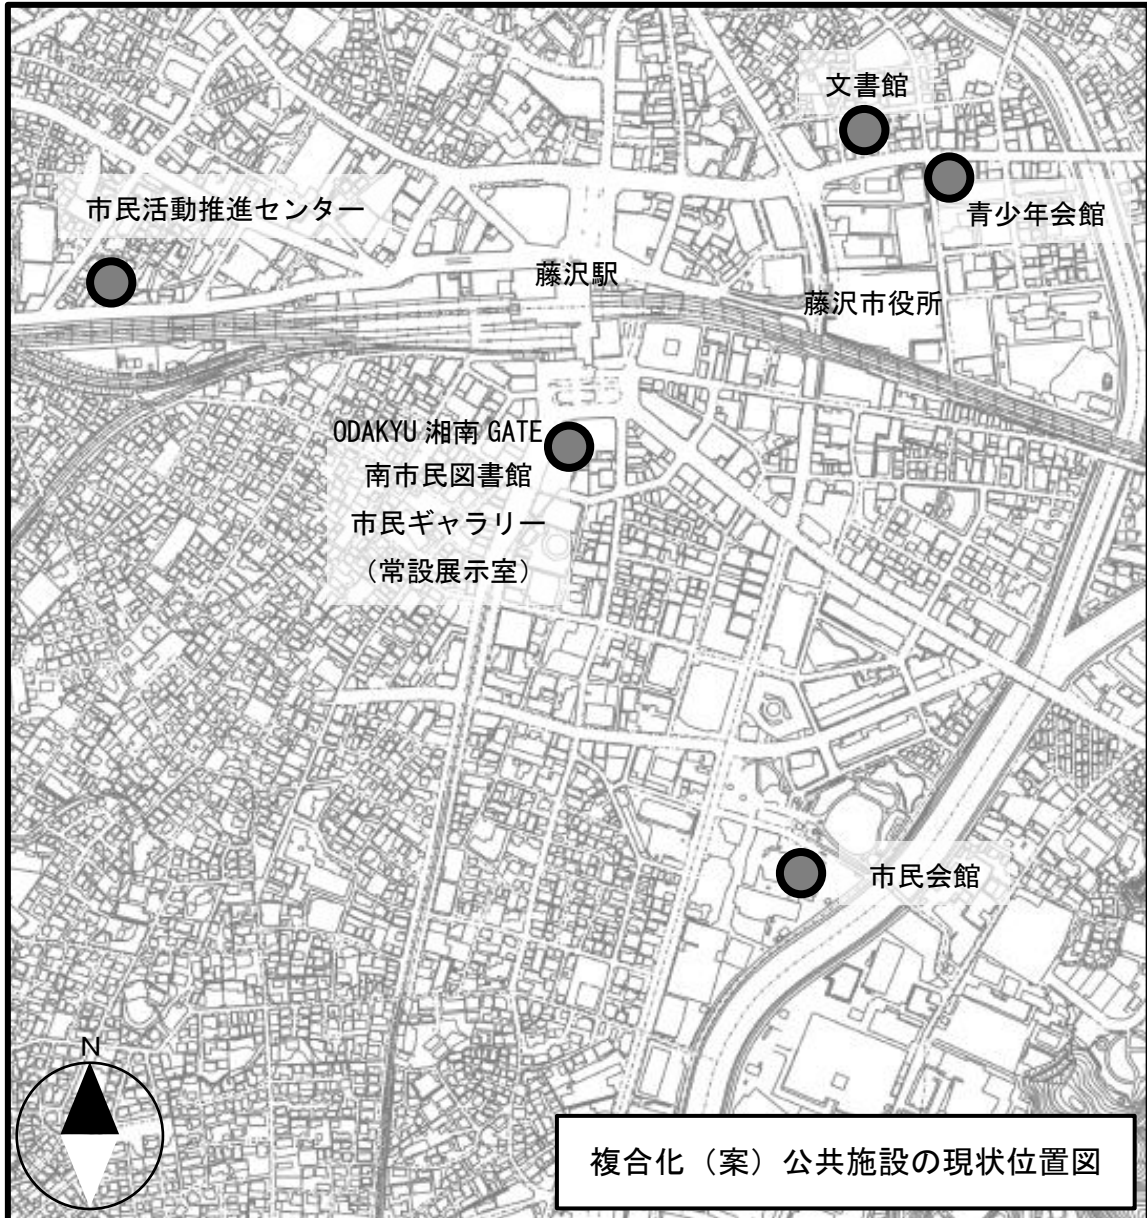 文書館
市民活動推進センター
青少年会館
藤沢駅
藤沢市役所
ODAKYU 湘南 GATE
南市民図書館
市民ギャラリー
（常設展示室）
市民会館
N
複合化（案）公共施設の現状位置図